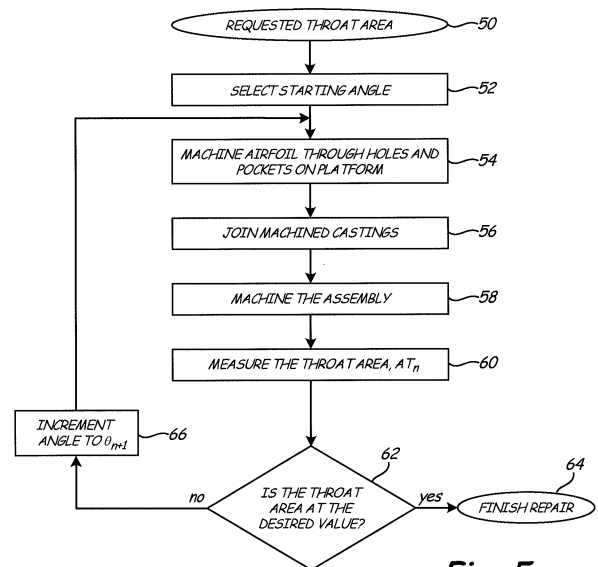 REQUESTED THROAT AREA
50
SELECT STARTING ANGLE
52
MACHINE AIRFOIL THROUGH HOLES AND
POCKETS ON PLATFORM
54
JOIN MACHINED CASTINGS
56
MACHINE THE ASSEMBLY
58
MEASURE THE THROAT AREA, ATn
60
INCREMENT
ANGLE TO θn+1
66
62
IS THE THROAT
AREA AT THE
DESIRED VALUE?
no
yes
64
FINISH REPAIR